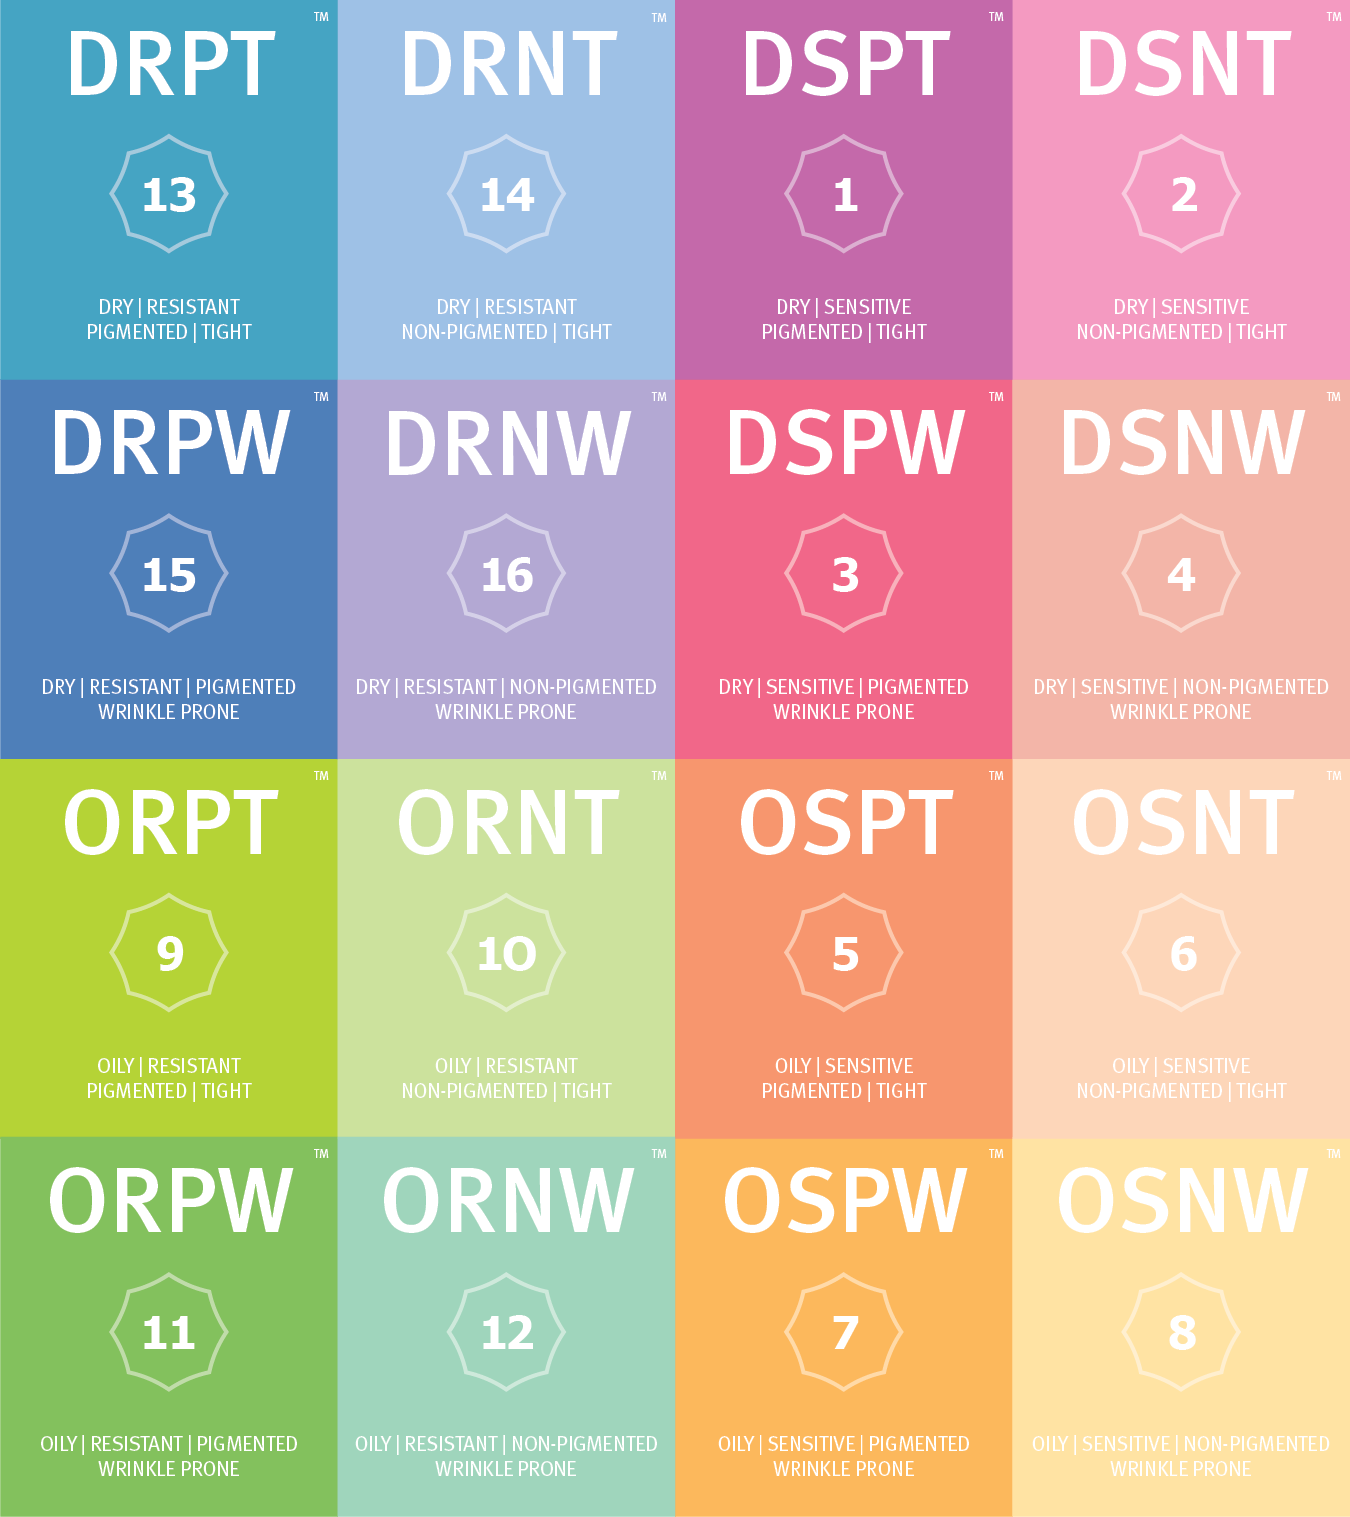 DRPT™
13
DRY | RESISTANT
PIGMENTED | TIGHT
DRNT™
14
DRY | RESISTANT
NON-PIGMENTED | TIGHT
DSPT™
1
DRY | SENSITIVE
PIGMENTED | TIGHT
DSNT™
2
DRY | SENSITIVE
NON-PIGMENTED | TIGHT
DRPW™
15
DRY | RESISTANT | PIGMENTED
WRINKLE PRONE
DRNW™
16
DRY | RESISTANT | NON-PIGMENTED
WRINKLE PRONE
DSPW™
3
DRY | SENSITIVE | PIGMENTED
WRINKLE PRONE
DSNW™
4
DRY | SENSITIVE | NON-PIGMENTED
WRINKLE PRONE
ORPT™
9
OILY | RESISTANT
PIGMENTED | TIGHT
ORNT™
10
OILY | RESISTANT
NON-PIGMENTED | TIGHT
OSPT™
5
OILY | SENSITIVE
PIGMENTED | TIGHT
OSNT™
6
OILY | SENSITIVE
NON-PIGMENTED | TIGHT
ORPW™
11
OILY | RESISTANT | PIGMENTED
WRINKLE PRONE
ORNW™
12
OILY | RESISTANT | NON-PIGMENTED
WRINKLE PRONE
OSPW™
7
OILY | SENSITIVE | PIGMENTED
WRINKLE PRONE
OSNW™
8
OILY | SENSITIVE | NON-PIGMENTED
WRINKLE PRONE